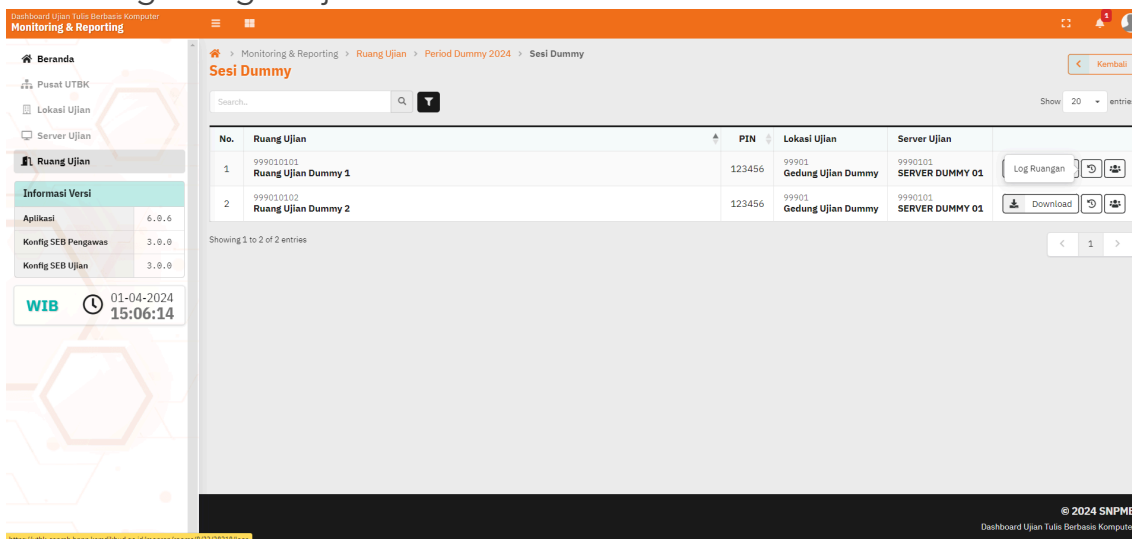 Dashboard Ujian Tulis Berbasis Komputer
Monitoring & Reporting
1
Beranda
Pusat UTBK
Lokasi Ujian
Server Ujian
Ruang Ujian
Informasi Versi
Aplikasi 6.0.6
Konfig SEB Pengawas 3.0.0
Konfig SEB Ujian 3.0.0
WIB 01-04-2024
15:06:14
> Monitoring & Reporting > Ruang Ujian > Period Dummy 2024 > Sesi Dummy
Sesi Dummy
< Kembali
Search..
Show 20 entrie
No. Ruang Ujian PIN Lokasi Ujian Server Ujian
1 999010101 123456 99901 9990101
Ruang Ujian Dummy 1 Gedung Ujian Dummy SERVER DUMMY 01
Log Ruangan
2 999010102 123456 99901 9990101
Ruang Ujian Dummy 2 Gedung Ujian Dummy SERVER DUMMY 01
Download
Showing 1 to 2 of 2 entries
< 1 >
© 2024 SNPME
Dashboard Ujian Tulis Berbasis Kompute